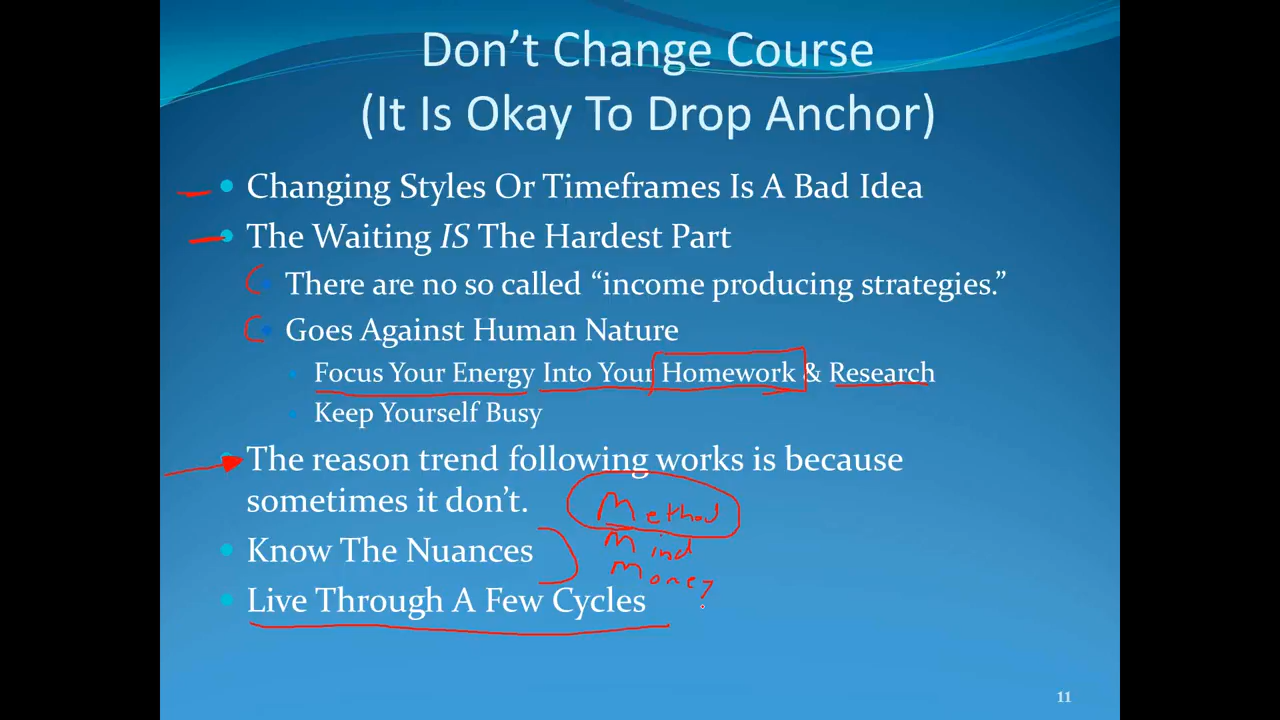 Don't Change Course
(It Is Okay To Drop Anchor)
Changing Styles Or Timeframes Is A Bad Idea
The Waiting IS The Hardest Part
There are no so called “income producing strategies.”
Goes Against Human Nature
Focus Your Energy Into Your Homework & Research
Keep Yourself Busy
The reason trend following works is because
sometimes it don't.
Method
Mind
Money
Know The Nuances
Live Through A Few Cycles
11